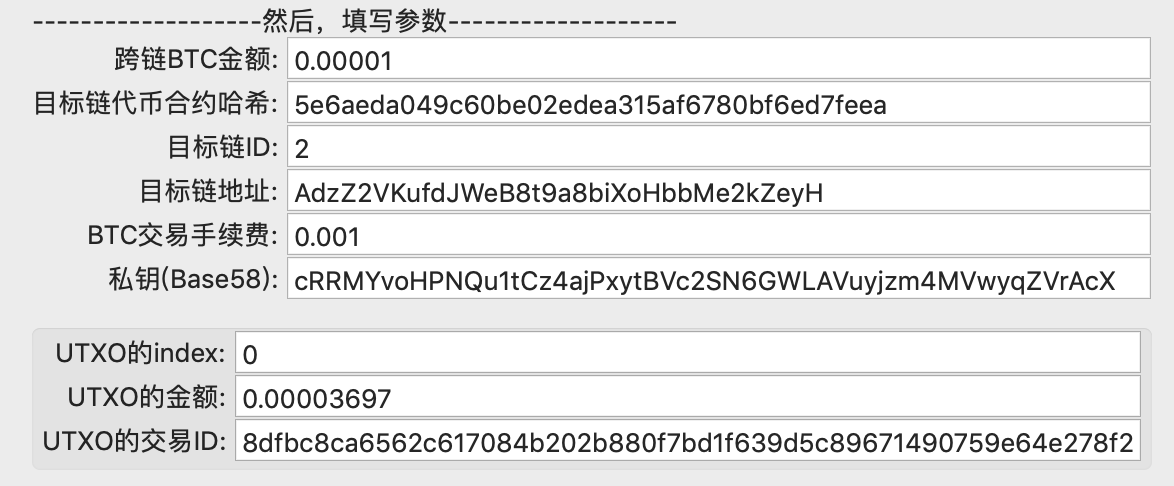 -------------------然后，填写参数-------------------
跨链BTC金额: 0.00001
目标链代币合约哈希: 5e6aeda049c60be02edea315af6780bf6ed7feea
目标链ID: 2
目标链地址: AdzZ2VKufdJWeB8t9a8biXoHbbMe2kZeyH
BTC交易手续费: 0.001
私钥(Base58): cRRMYvoHPNQu1tCz4ajPxytBVc2SN6GWLAVuyjzm4MVwyqZVrAcX
UTXO的index: 0
UTXO的金额: 0.00003697
UTXO的交易ID: 8dfbc8ca6562c617084b202b880f7bd1f639d5c89671490759e64e278f2